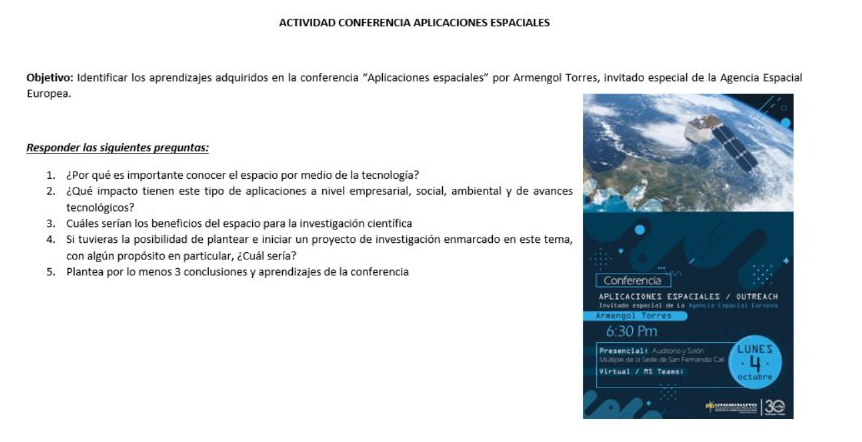 ACTIVIDAD CONFERENCIA APLICACIONES ESPACIALES
Objetivo: Identificar los aprendizajes adquiridos en la conferencia “Aplicaciones espaciales” por Armengol Torres, invitado especial de la Agencia Espacial
Europea.
Responder las siguientes preguntas:
1. ¿Por qué es importante conocer el espacio por medio de la tecnología?
2. ¿Qué impacto tienen este tipo de aplicaciones a nivel empresarial, social, ambiental y de avances
tecnológicos?
3. Cuáles serían los beneficios del espacio para la investigación científica
4. Si tuvieras la posibilidad de plantear e iniciar un proyecto de investigación enmarcado en este tema,
con algún propósito en particular, ¿Cuál sería?
5. Plantea por lo menos 3 conclusiones y aprendizajes de la conferencia
Conferencia
APLICACIONES ESPACIALES / OUTREACH
Invitado especial de La Agencia Espacial Europea
Armengol Torres
6:30 Pm
Presencial: Auditorio y Salón
Múltiple de la Sede de San Fernando Cali
Virtual / MS Teams:
LUNES
4
octubre
UNIMINUTO
30